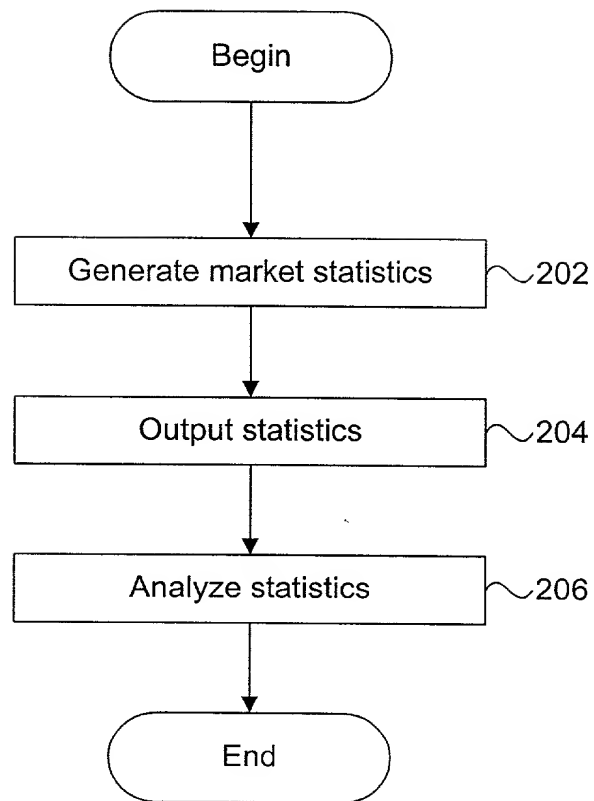 Begin
Generate market statistics 202
Output statistics 204
Analyze statistics 206
End